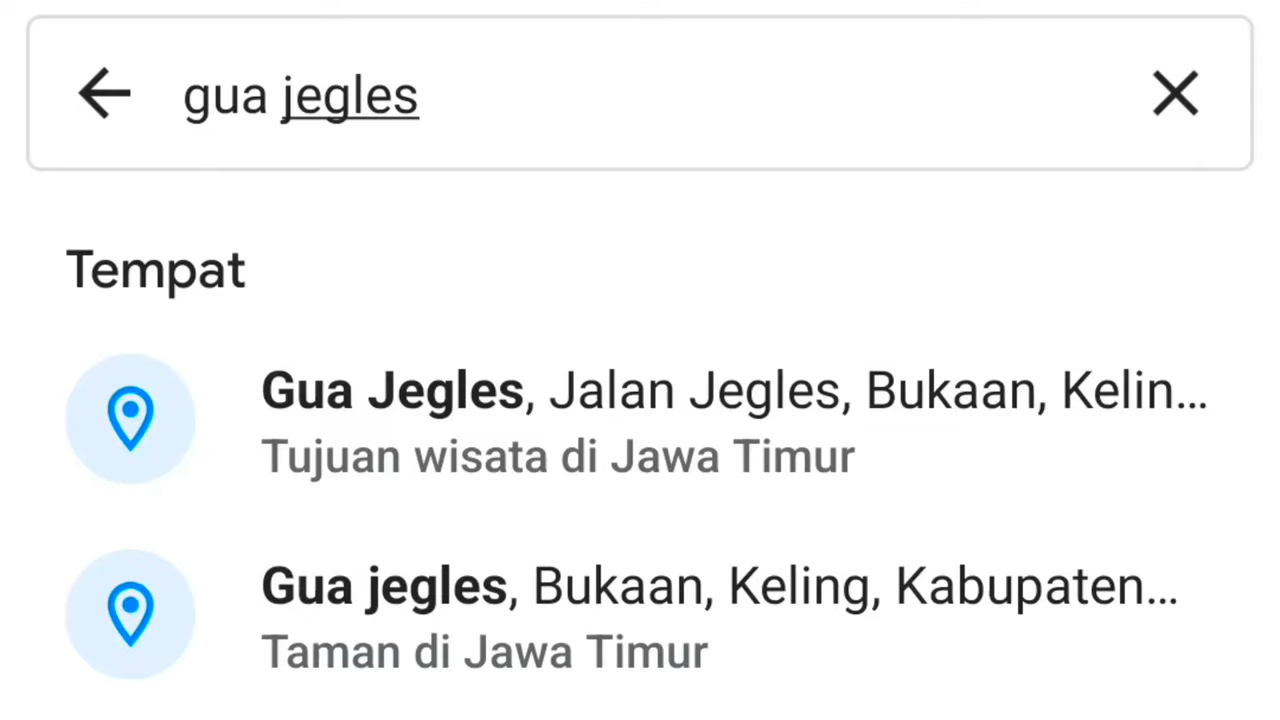 gua jegles
Tempat
Gua Jegles, Jalan Jegles, Bukaan, Kelin...
Tujuan wisata di Jawa Timur
Gua jegles, Bukaan, Keling, Kabupaten...
Taman di Jawa Timur